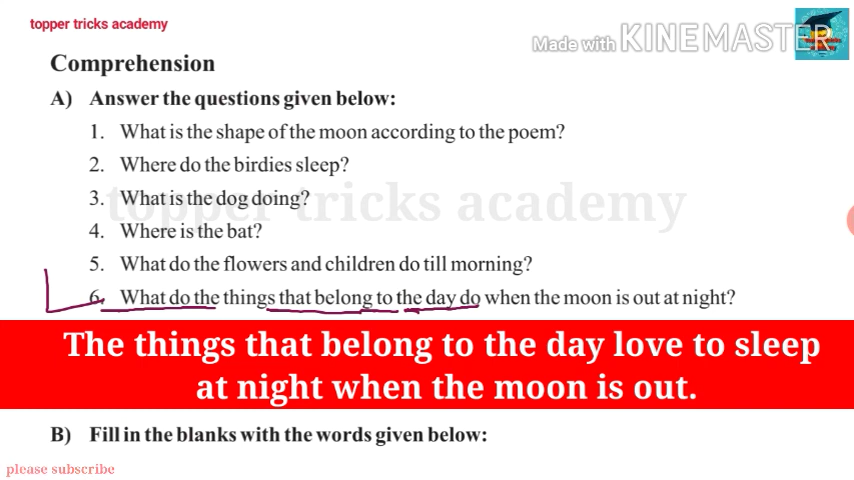 topper tricks academy
Made with KINEMASTER
Comprehension
A) Answer the questions given below:
1. What is the shape of the moon according to the poem?
2. Where do the birdies sleep?
3. What is the dog doing?
topper tricks academy
4. Where is the bat?
5. What do the flowers and children do till morning?
6. What do the things that belong to the day do when the moon is out at night?
The things that belong to the day love to sleep
at night when the moon is out.
B) Fill in the blanks with the words given below:
please subscribe